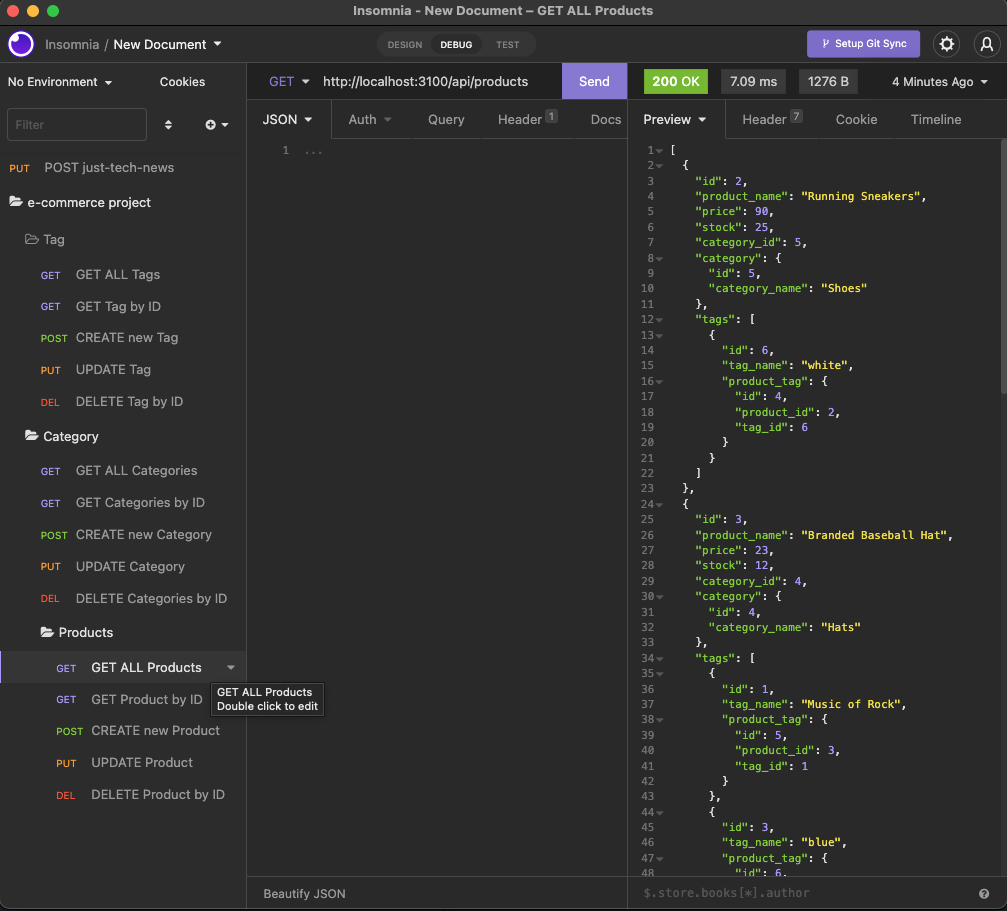 Insomnia - New Document – GET ALL Products
Insomnia / New Document
DESIGN DEBUG TEST
Setup Git Sync
No Environment Cookies
Filter
PUT POST just-tech-news
e-commerce project
Tag
GET GET ALL Tags
GET GET Tag by ID
POST CREATE new Tag
PUT UPDATE Tag
DEL DELETE Tag by ID
Category
GET GET ALL Categories
GET GET Categories by ID
POST CREATE new Category
PUT UPDATE Category
DEL DELETE Categories by ID
Products
GET GET ALL Products
GET GET Product by ID
POST CREATE new Product
PUT UPDATE Product
DEL DELETE Product by ID
GET ALL Products
Double click to edit
GET http://localhost:3100/api/products Send
JSON Auth Query Header 1 Docs
1 ...
Beautify JSON
200 OK 7.09 ms 1276 B 4 Minutes Ago
Preview Header 7 Cookie Timeline
1 [
2 {
3 "id": 2,
4 "product_name": "Running Sneakers",
5 "price": 90,
6 "stock": 25,
7 "category_id": 5,
8 "category": {
9 "id": 5,
10 "category_name": "Shoes"
11 },
12 "tags": [
13 {
14 "id": 6,
15 "tag_name": "white",
16 "product_tag": {
17 "id": 4,
18 "product_id": 2,
19 "tag_id": 6
20 }
21 }
22 ]
23 },
24 {
25 "id": 3,
26 "product_name": "Branded Baseball Hat",
27 "price": 23,
28 "stock": 12,
29 "category_id": 4,
30 "category": {
31 "id": 4,
32 "category_name": "Hats"
33 },
34 "tags": [
35 {
36 "id": 1,
37 "tag_name": "Music of Rock",
38 "product_tag": {
39 "id": 5,
40 "product_id": 3,
41 "tag_id": 1
42 }
43 },
44 {
45 "id": 3,
46 "tag_name": "blue",
47 "product_tag": {
48 "id": 6,
$.store.books[*].author